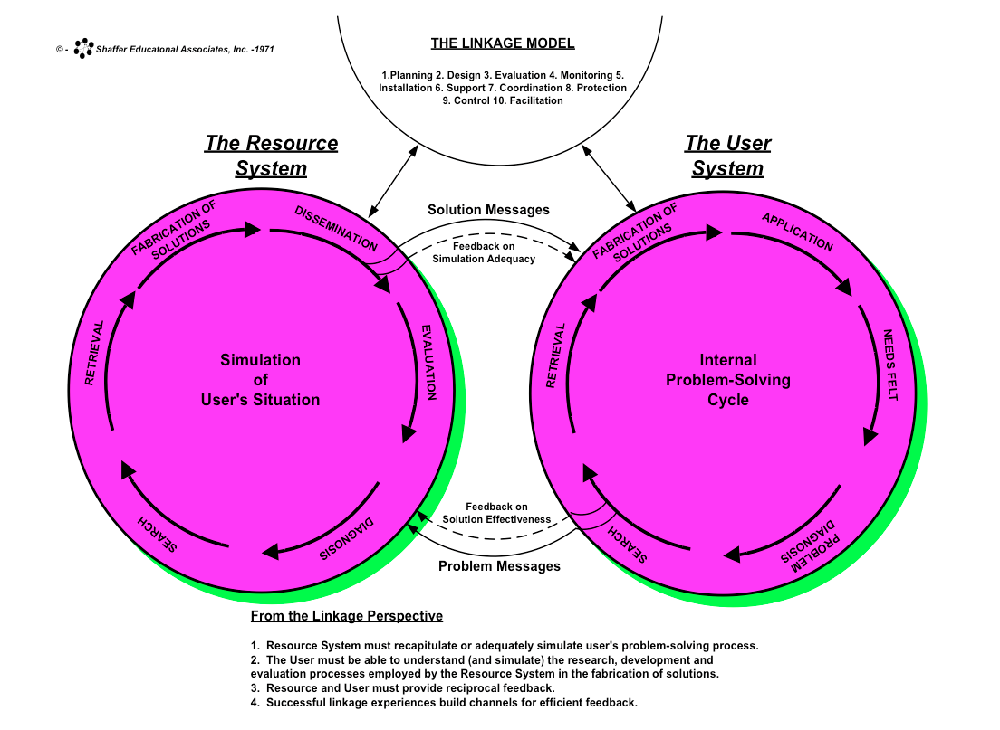 © - Shaffer Educatonal Associates, Inc. -1971
THE LINKAGE MODEL
1.Planning 2. Design 3. Evaluation 4. Monitoring 5.
Installation 6. Support 7. Coordination 8. Protection
9. Control 10. Facilitation
The Resource
System
The User
System
Solution Messages
Feedback on
Simulation Adequacy
FABRICATION OF
SOLUTIONS
DISSEMINATION
EVALUATION
DIAGNOSIS
SEARCH
RETRIEVAL
Simulation
of
User's Situation
FABRICATION OF
SOLUTIONS
APPLICATION
NEEDS FELT
PROBLEM
DIAGNOSIS
SEARCH
RETRIEVAL
Internal
Problem-Solving
Cycle
Feedback on
Solution Effectiveness
Problem Messages
From the Linkage Perspective
1. Resource System must recapitulate or adequately simulate user's problem-solving process.
2. The User must be able to understand (and simulate) the research, development and
evaluation processes employed by the Resource System in the fabrication of solutions.
3. Resource and User must provide reciprocal feedback.
4. Successful linkage experiences build channels for efficient feedback.